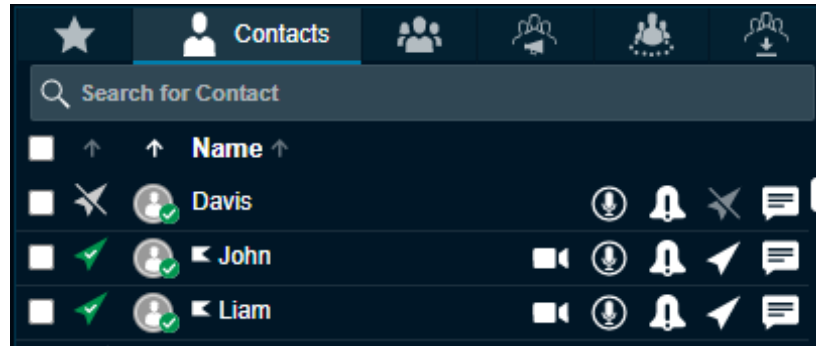 Contacts
Search for Contact
Name
Davis
John
Liam